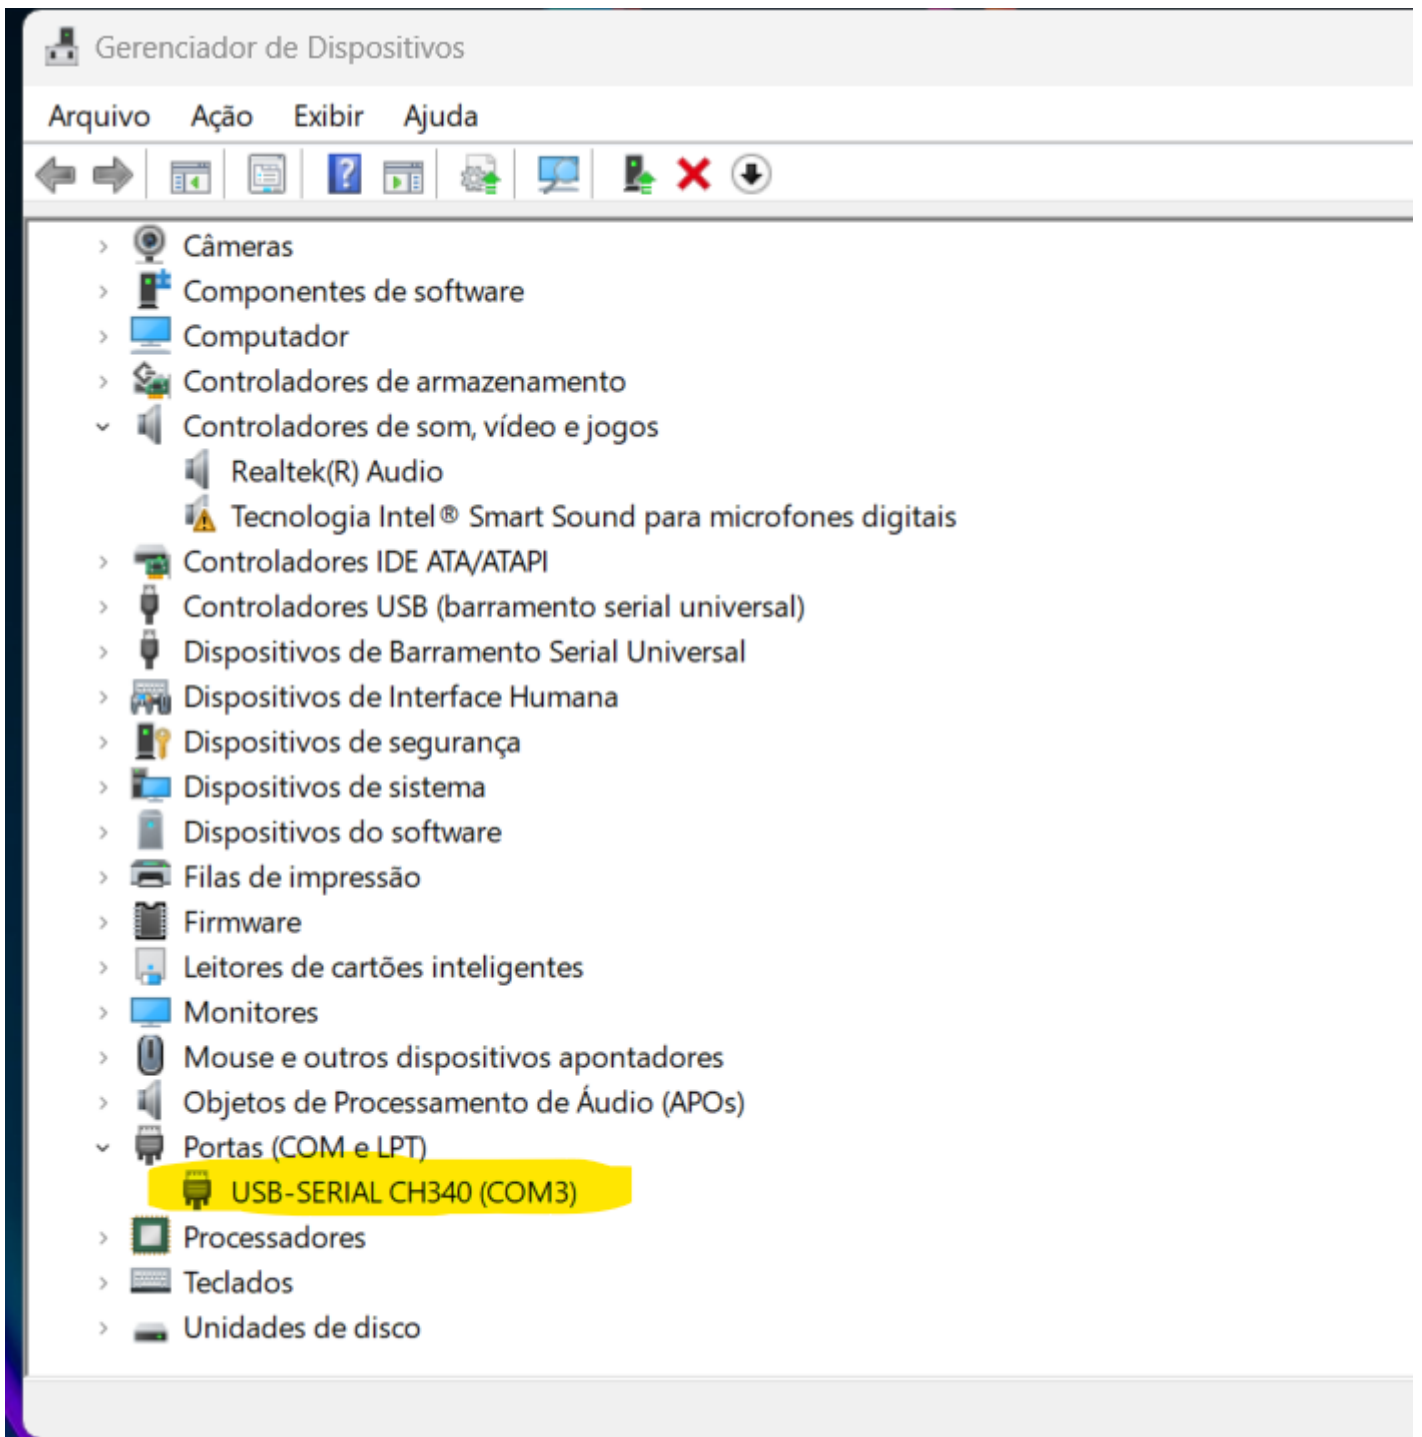 Gerenciador de Dispositivos
Arquivo Ação Exibir Ajuda
Câmeras
Componentes de software
Computador
Controladores de armazenamento
Controladores de som, vídeo e jogos
Realtek(R) Audio
Tecnologia Intel® Smart Sound para microfones digitais
Controladores IDE ATA/ATAPI
Controladores USB (barramento serial universal)
Dispositivos de Barramento Serial Universal
Dispositivos de Interface Humana
Dispositivos de segurança
Dispositivos de sistema
Dispositivos do software
Filas de impressão
Firmware
Leitores de cartões inteligentes
Monitores
Mouse e outros dispositivos apontadores
Objetos de Processamento de Áudio (APOs)
Portas (COM e LPT)
USB-SERIAL CH340 (COM3)
Processadores
Teclados
Unidades de disco